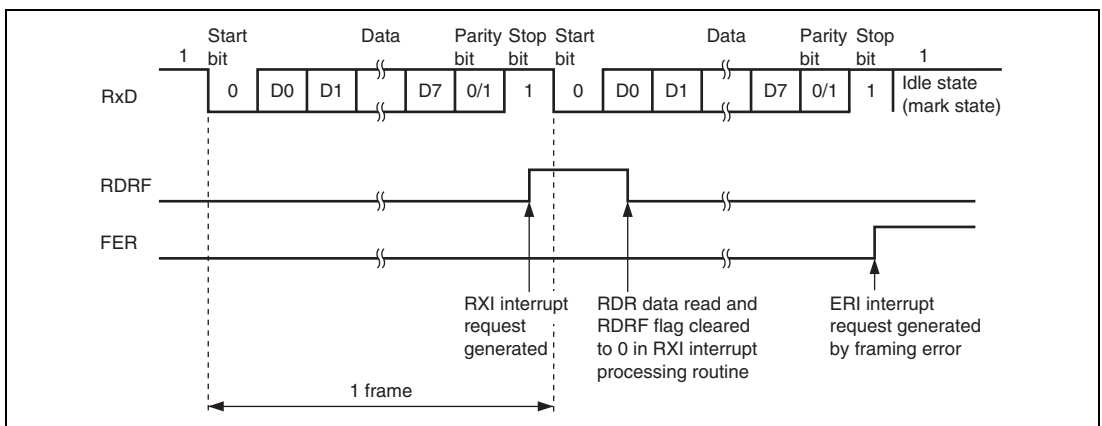 Start Data Parity Stop Start Data Parity Stop
1 bit bit bit bit bit bit 1
RxD 0 D0 D1 D7 0/1 1 0 D0 D1 D7 0/1 1 Idle state
(mark state)
RDRF
FER
RXI interrupt
request
generated
RDR data read and
RDRF flag cleared
to 0 in RXI interrupt
processing routine
ERI interrupt
request generated
by framing error
1 frame